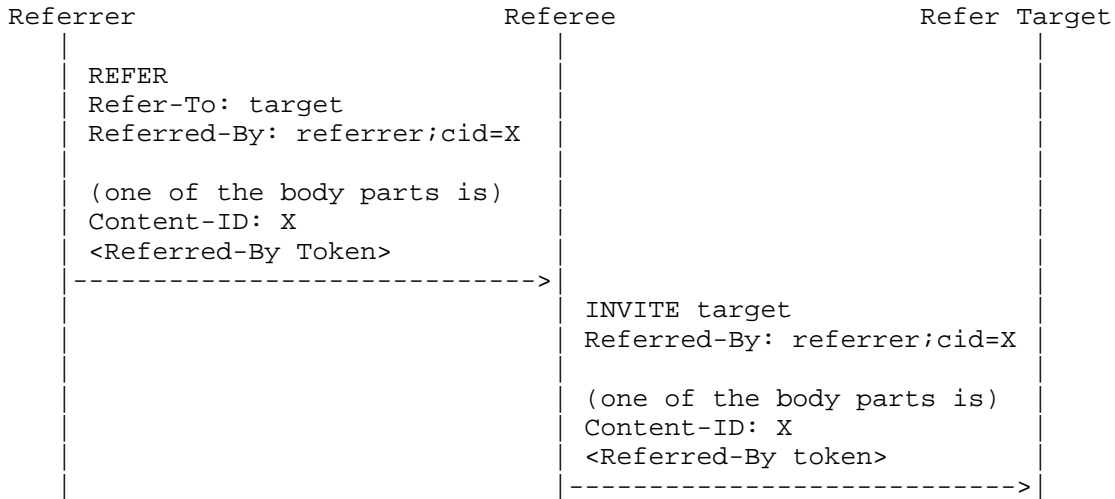 Referrer Referee Refer Target
REFER
Refer-To: target
Referred-By: referrer;cid=X
(one of the body parts is)
Content-ID: X
<Referred-By Token>
INVITE target
Referred-By: referrer;cid=X
(one of the body parts is)
Content-ID: X
<Referred-By token>